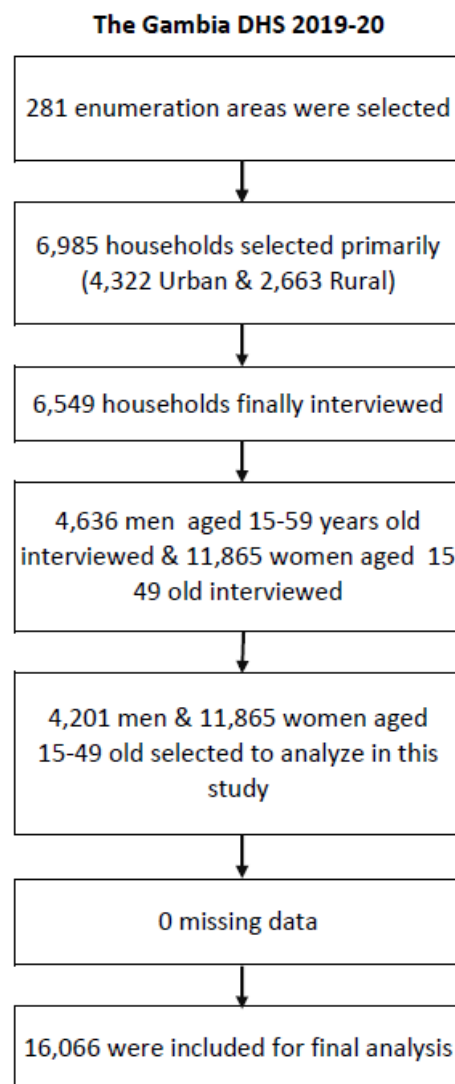 The Gambia DHS 2019-20
281 enumeration areas were selected
6,985 households selected primarily
(4,322 Urban & 2,663 Rural)
6,549 households finally interviewed
4,636 men aged 15-59 years old
interviewed & 11,865 women aged 15-
49 old interviewed
4,201 men & 11,865 women aged
15-49 old selected to analyze in this
study
0 missing data
16,066 were included for final analysis